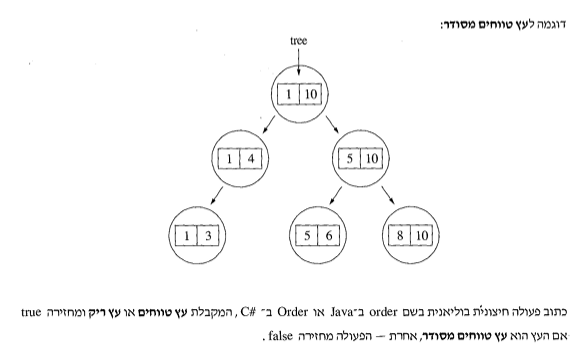 דוגמה לעץ טווחים מסודר:
tree
1 10
1 4
5 10
1 3
5 6
8 10
כתוב פעולה חיצונית בוליאנית בשם order ב־Java או Order ב־ C# , המקבלת עץ טווחים או עץ ריק ומחזירה true
אם העץ הוא עץ טווחים מסודר, אחרת — הפעולה מחזירה false .